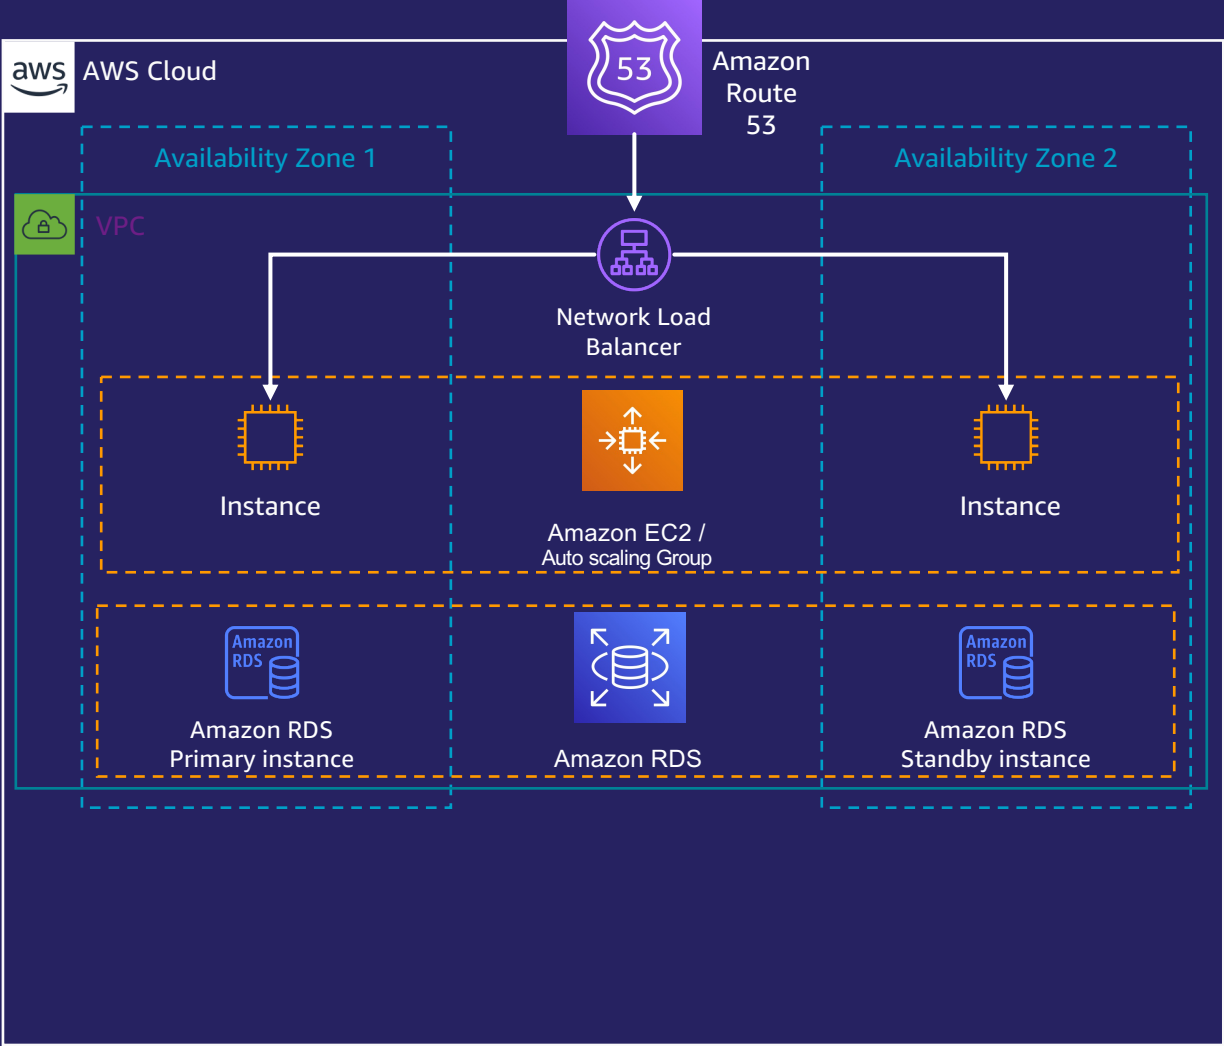 aws
AWS Cloud
53
Amazon
Route
53
Availability Zone 1
Availability Zone 2
VPC
Network Load
Balancer
Instance
Instance
Amazon EC2 /
Auto scaling Group
Amazon
RDS
Amazon RDS
Primary instance
Amazon RDS
Amazon
RDS
Amazon RDS
Standby instance